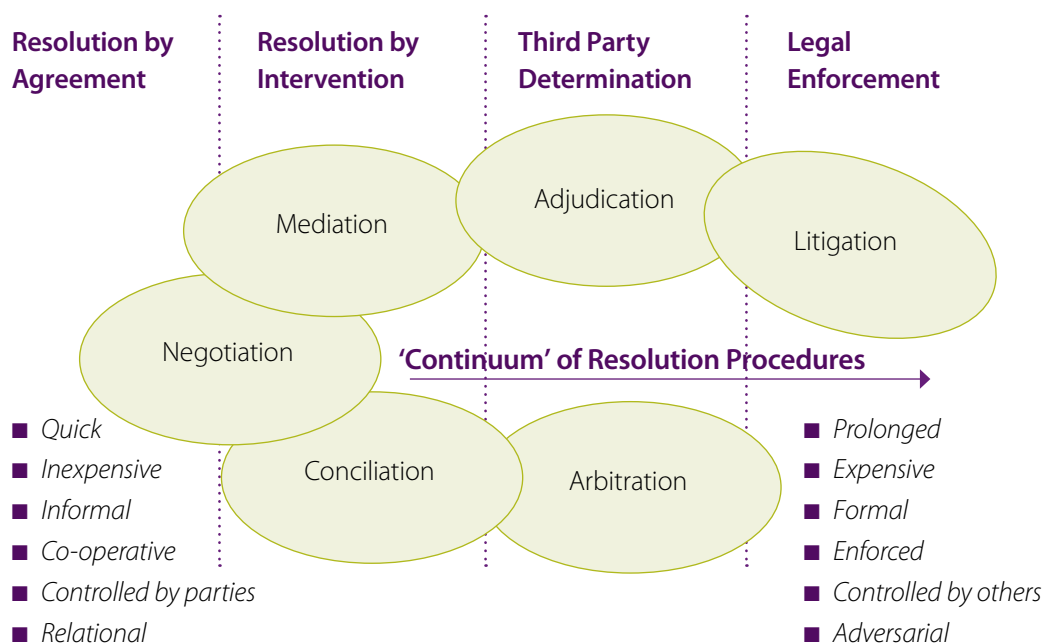 Resolution by
Agreement
Resolution by
Intervention
Third Party
Determination
Legal
Enforcement
Mediation
Adjudication
Litigation
Negotiation
‘Continuum’ of Resolution Procedures
Conciliation
Arbitration
■ Quick
■ Inexpensive
■ Informal
■ Co-operative
■ Controlled by parties
■ Relational
■ Prolonged
■ Expensive
■ Formal
■ Enforced
■ Controlled by others
■ Adversarial